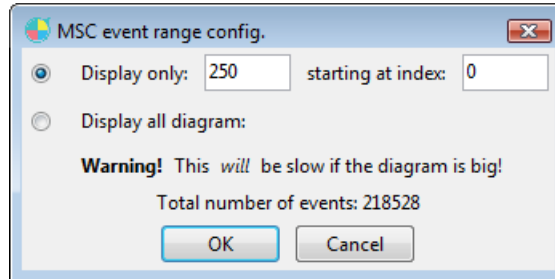 MSC event range config.
Display only: 250 starting at index: 0
Display all diagram:
Warning! This will be slow if the diagram is big!
Total number of events: 218528
OK Cancel